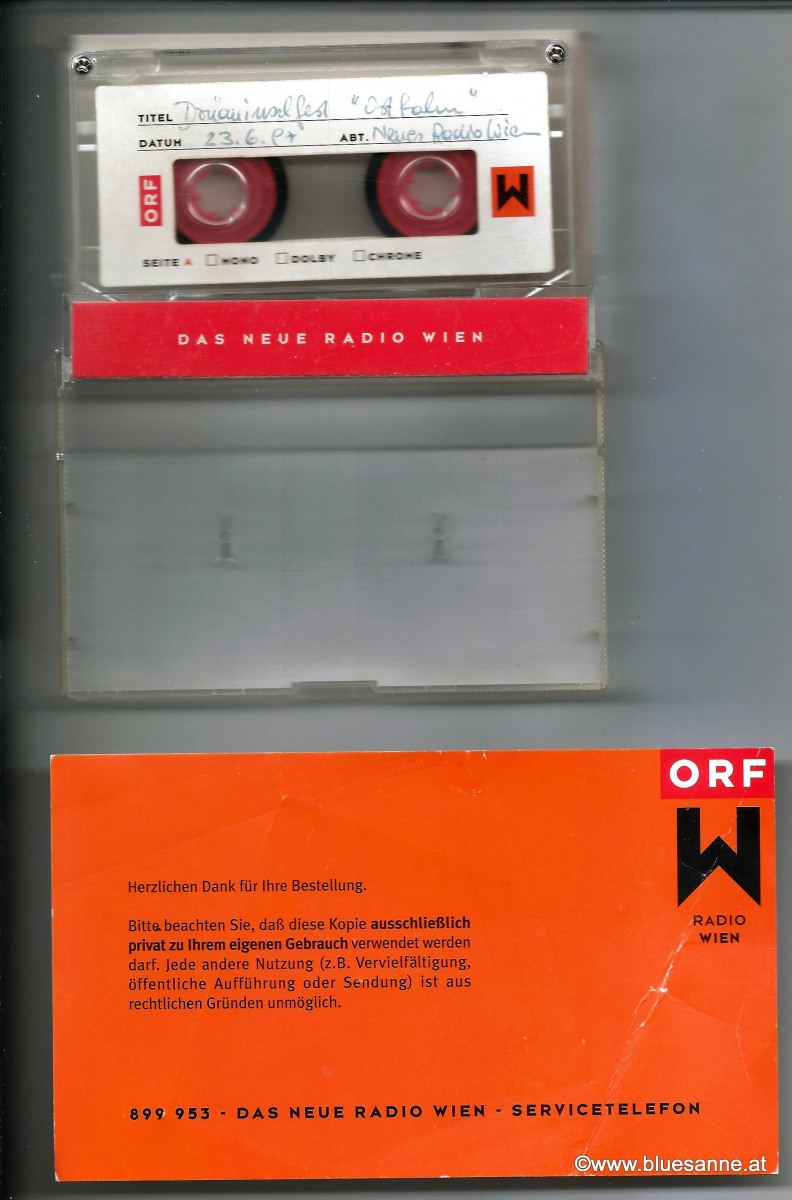 TITEL Donauinselfest "Ostbahn"
DATUM 23.6.97 ABT. Neues Radio Wien
ORF
W
SEITE A MONO DOLBY CHROME
DAS NEUE RADIO WIEN
ORF
W
RADIO
WIEN
Herzlichen Dank für Ihre Bestellung.
Bitte beachten Sie, daß diese Kopie ausschließlich
privat zu Ihrem eigenen Gebrauch verwendet werden
darf. Jede andere Nutzung (z.B. Vervielfältigung,
öffentliche Aufführung oder Sendung) ist aus
rechtlichen Gründen unmöglich.
899 953 - DAS NEUE RADIO WIEN - SERVICETELEFON
©www.bluesanne.at